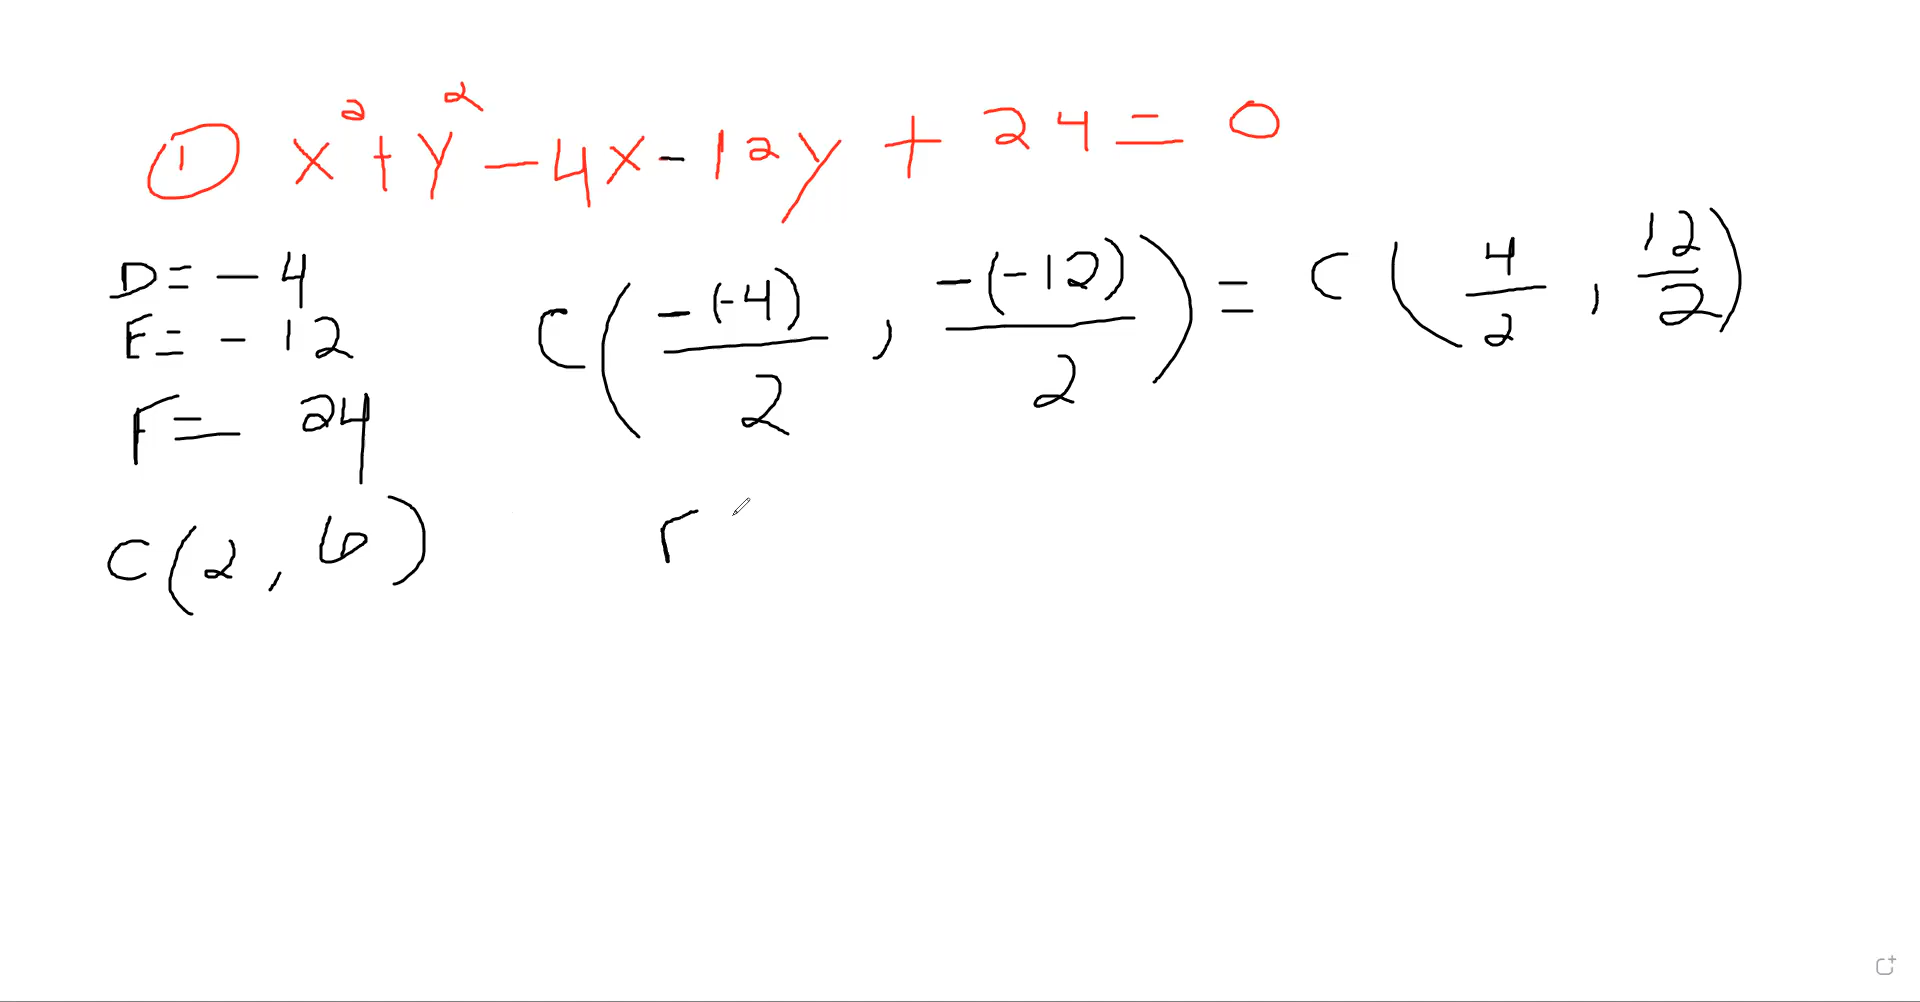 ① x² + y² - 4x - 12y + 24 = 0
D = - 4
E = - 12
F = 24
C(-(-4)/2, -(-12)/2) = C(4/2, 12/2)
C(2, 6)
r